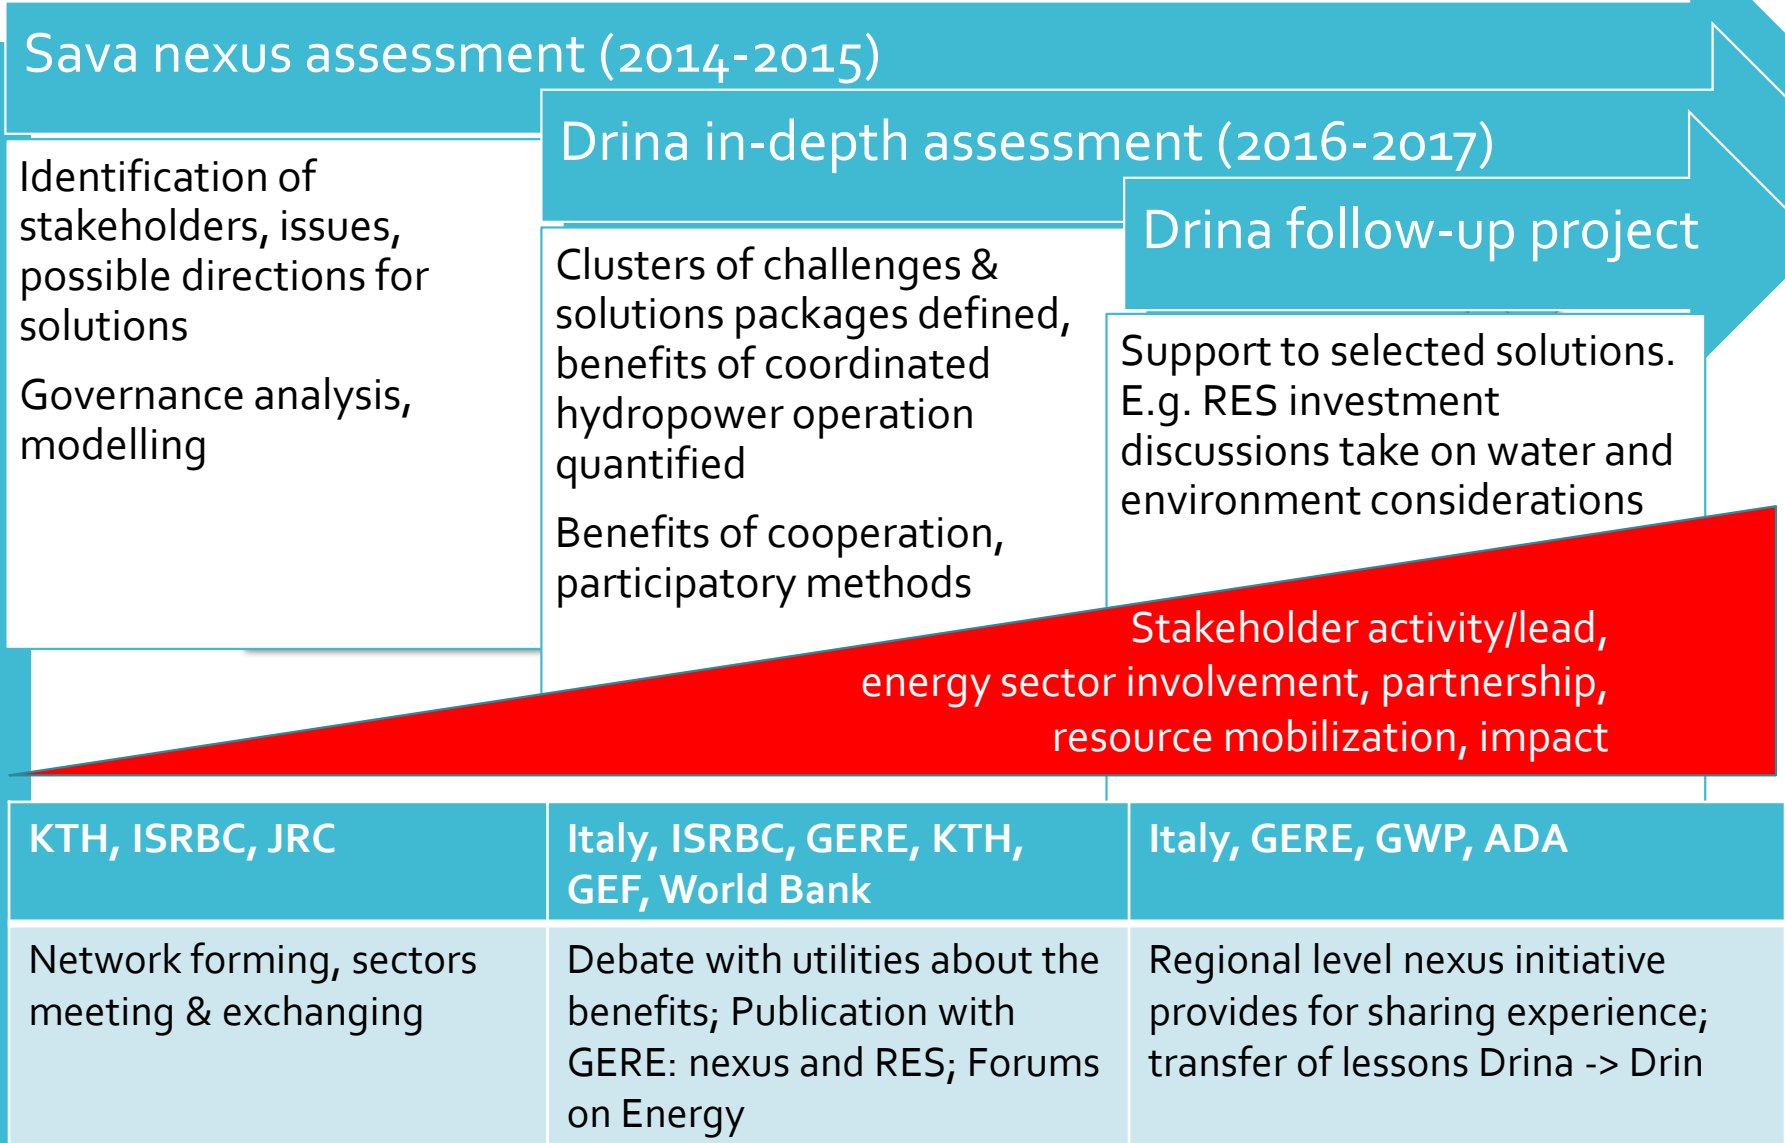 Sava nexus assessment (2014-2015)
Identification of
stakeholders, issues,
possible directions for
solutions
Governance analysis,
modelling
Drina in-depth assessment (2016-2017)
Clusters of challenges &
solutions packages defined,
benefits of coordinated
hydropower operation
quantified
Benefits of cooperation,
participatory methods
Drina follow-up project
Support to selected solutions.
E.g. RES investment
discussions take on water and
environment considerations
Stakeholder activity/lead,
energy sector involvement, partnership,
resource mobilization, impact
KTH, ISRBC, JRC
Italy, ISRBC, GERE, KTH,
GEF, World Bank
Italy, GERE, GWP, ADA
Network forming, sectors
meeting & exchanging
Debate with utilities about the
benefits; Publication with
GERE: nexus and RES; Forums
on Energy
Regional level nexus initiative
provides for sharing experience;
transfer of lessons Drina -> Drin